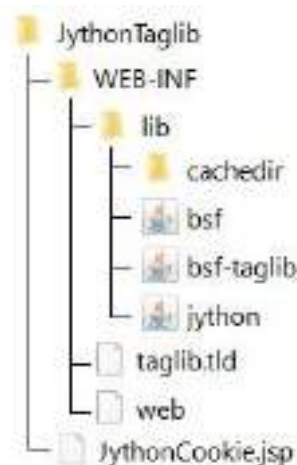 JythonTaglib
WEB-INF
lib
cachedir
bsf
bsf-taglib
jython
taglib.tld
web
JythonCookie.jsp